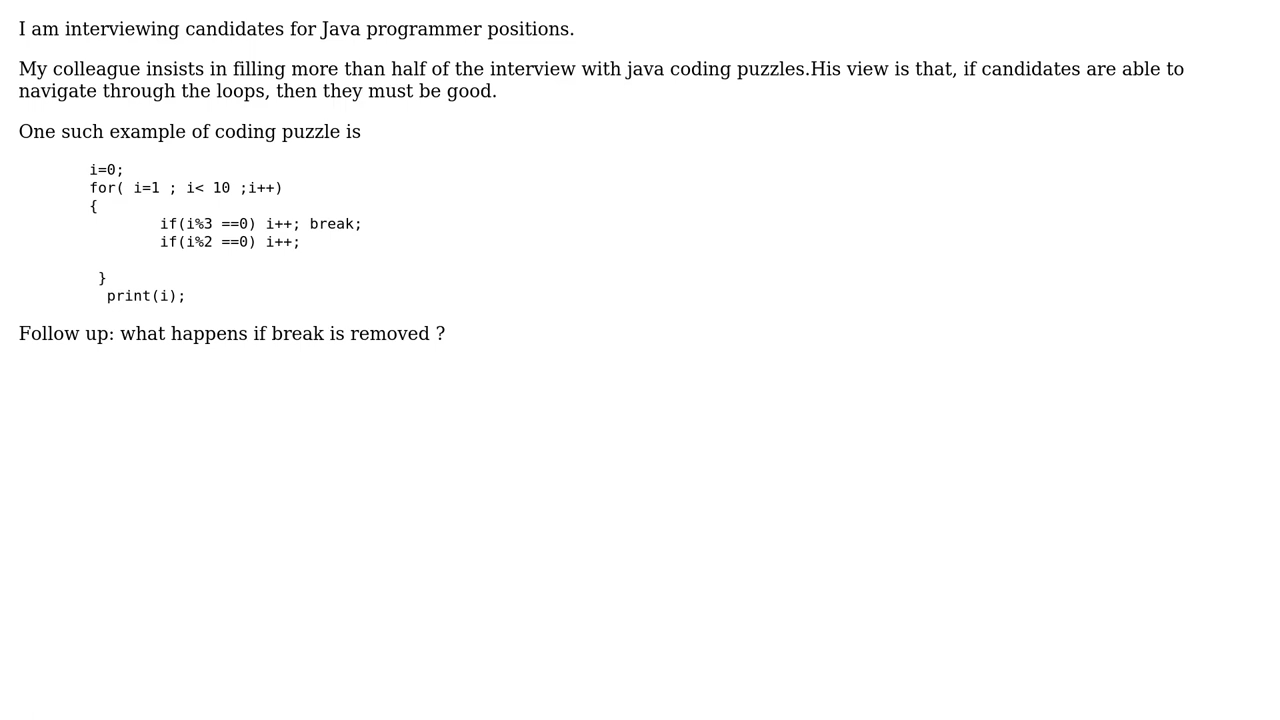 I am interviewing candidates for Java programmer positions.
My colleague insists in filling more than half of the interview with java coding puzzles.His view is that, if candidates are able to
navigate through the loops, then they must be good.
One such example of coding puzzle is
i=0;
for( i=1 ; i< 10 ;i++)
{
if(i%3 ==0) i++; break;
if(i%2 ==0) i++;
}
print(i);
Follow up: what happens if break is removed ?